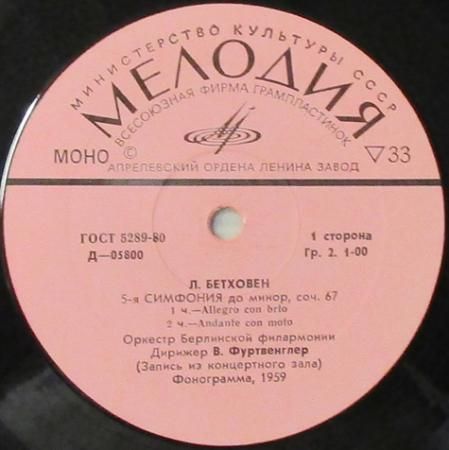 МИНИСТЕРСТВО КУЛЬТУРЫ СССР
МЕЛОДИЯ
ВСЕСОЮЗНАЯ ФИРМА ГРАМПЛАСТИНОК
МОНО © ▽ 33
АПРЕЛЕВСКИЙ ОРДЕНА ЛЕНИНА ЗАВОД
ГОСТ 5289-80 1 сторона
Д—05800 Гр. 2. 1-00
Л. БЕТХОВЕН
5-я СИМФОНИЯ до минор, соч. 67
1 ч.—Allegro con brio
2 ч.—Andante con moto
Оркестр Берлинской филармонии
Дирижер В. Фуртвенглер
(Запись из концертного зала)
Фонограмма, 1959